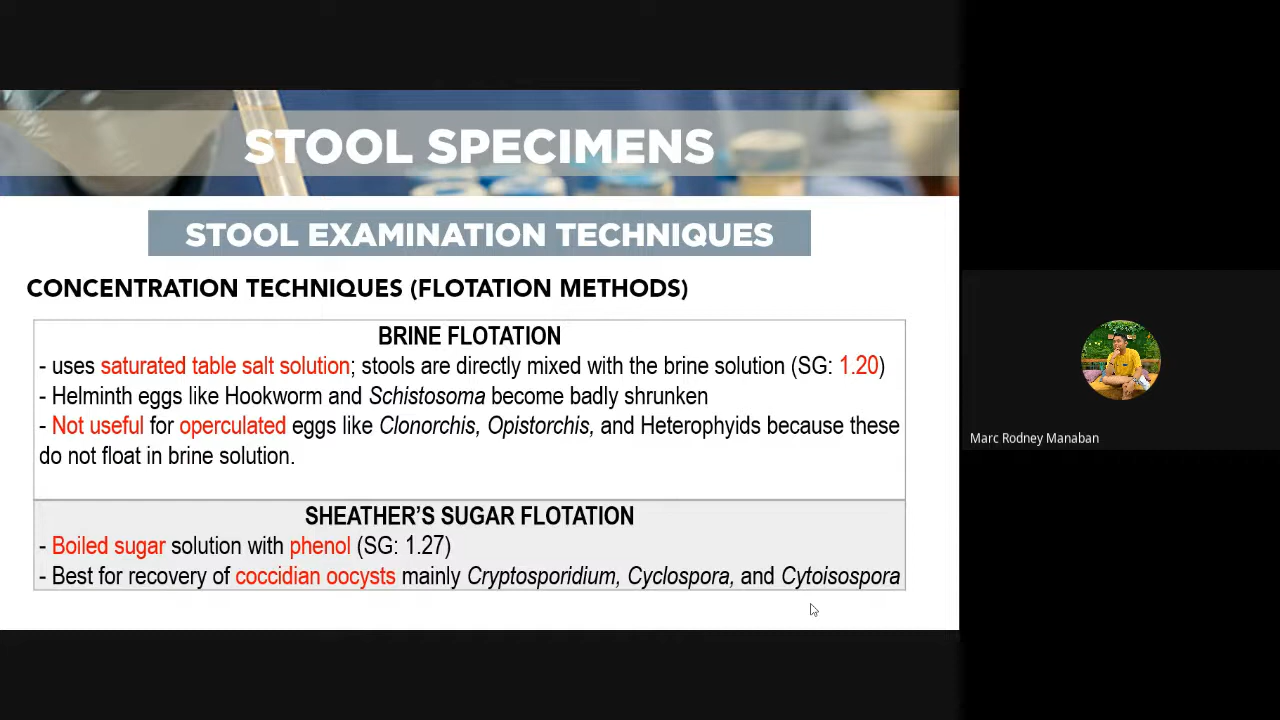 STOOL SPECIMENS
STOOL EXAMINATION TECHNIQUES
CONCENTRATION TECHNIQUES (FLOTATION METHODS)
BRINE FLOTATION
- uses saturated table salt solution; stools are directly mixed with the brine solution (SG: 1.20)
- Helminth eggs like Hookworm and Schistosoma become badly shrunken
- Not useful for operculated eggs like Clonorchis, Opistorchis, and Heterophyids because these
do not float in brine solution.
SHEATHER'S SUGAR FLOTATION
- Boiled sugar solution with phenol (SG: 1.27)
- Best for recovery of coccidian oocysts mainly Cryptosporidium, Cyclospora, and Cytoisospora
Marc Rodney Manaban